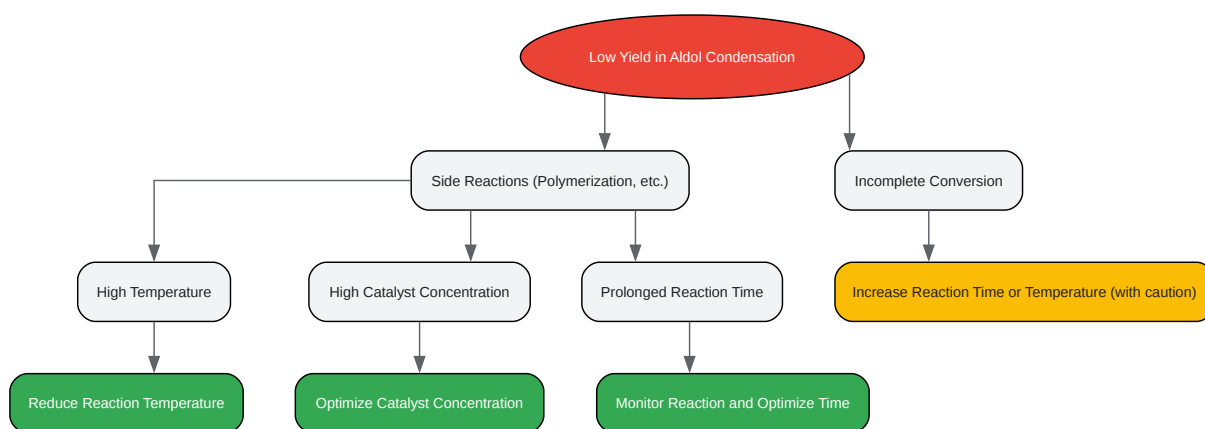 Low Yield in Aldol Condensation
Side Reactions (Polymerization, etc.)
Incomplete Conversion
High Temperature
High Catalyst Concentration
Prolonged Reaction Time
Increase Reaction Time or Temperature (with caution)
Reduce Reaction Temperature
Optimize Catalyst Concentration
Monitor Reaction and Optimize Time